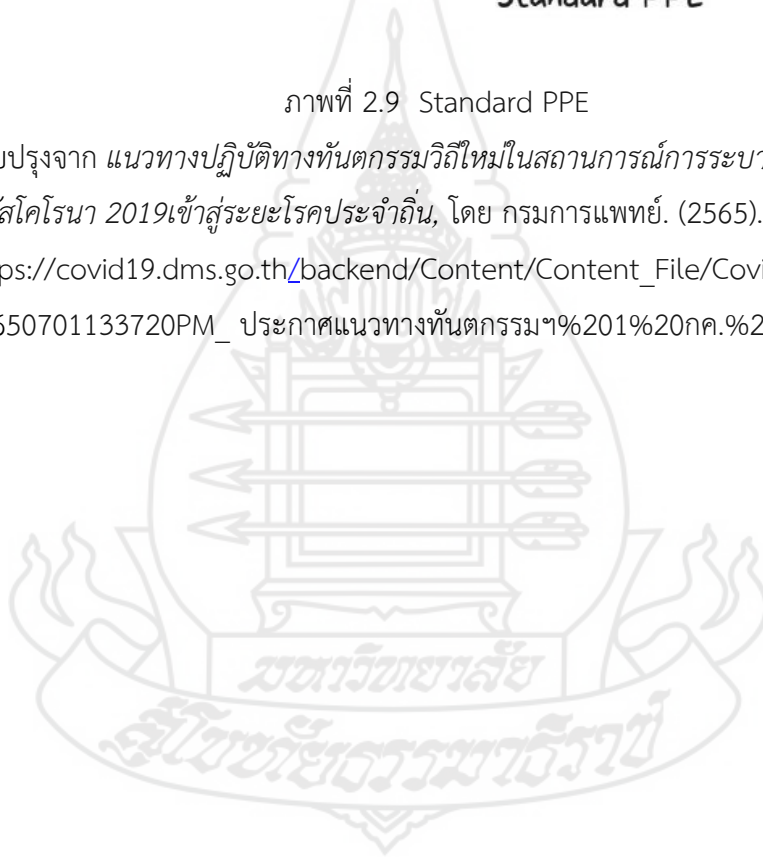 Standard PPE
ภาพที่ 2.9 Standard PPE
ปรุงจาก แนวทางปฏิบัติทางทันตกรรมวิถีใหม่ในสถานการณ์การระบา
โคโรนา 2019เข้าสู่ระยะโรคประจำถิ่น, โดย กรมการแพทย์. (2565).
ps://covid19.dms.go.th/backend/Content/Content_File/Covi
650701133720PM_ ประกาศแนวทางทันตกรรมฯ%201%20กค.%2
มหาวิทยาลัย
สุโขทัยธรรมาธิราช